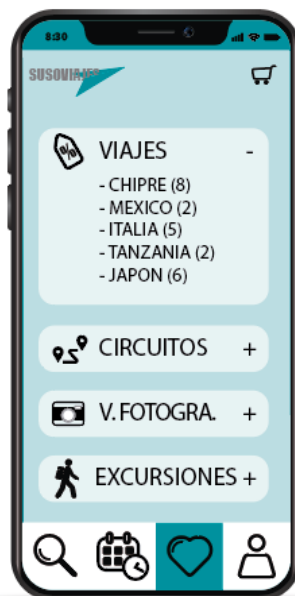 8:30
SUSOVIAJES
% VIAJES -
- CHIPRE (8)
- MEXICO (2)
- ITALIA (5)
- TANZANIA (2)
- JAPON (6)
CIRCUITOS +
V. FOTOGRA. +
EXCURSIONES +